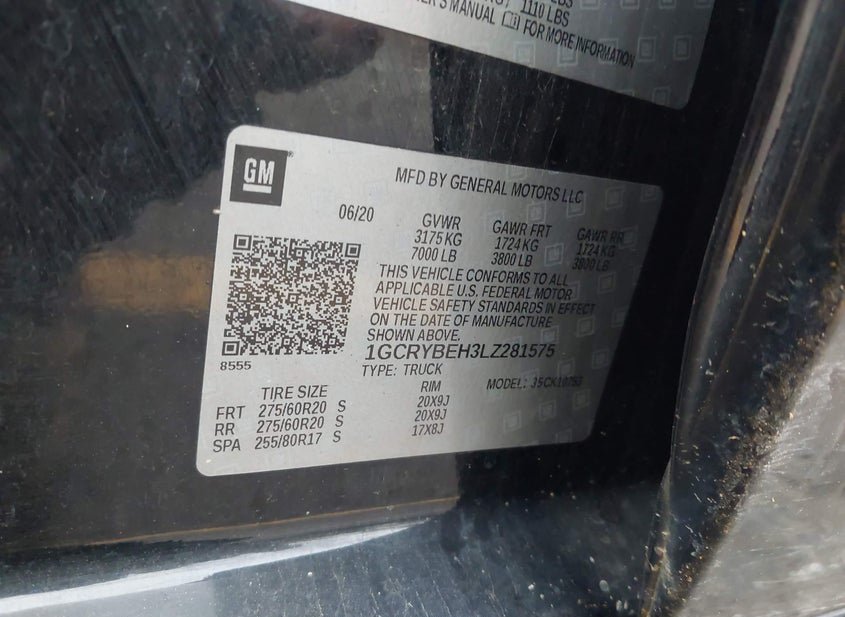 1110 LBS
'S MANUAL FOR MORE INFORMATION
GM
MFD BY GENERAL MOTORS LLC
06/20
GVWR GAWR FRT GAWR RR
3175 KG 1724 KG 1724 KG
7000 LB 3800 LB 3800 LB
THIS VEHICLE CONFORMS TO ALL
APPLICABLE U.S. FEDERAL MOTOR
VEHICLE SAFETY STANDARDS IN EFFECT
ON THE DATE OF MANUFACTURE
SHOWN ABOVE.
8555
1GCRYBEH3LZ281575
TYPE: TRUCK MODEL:
TIRE SIZE RIM
FRT 275/60R20 S 20X9J
RR 275/60R20 S 20X9J
SPA 255/80R17 S 17X8J